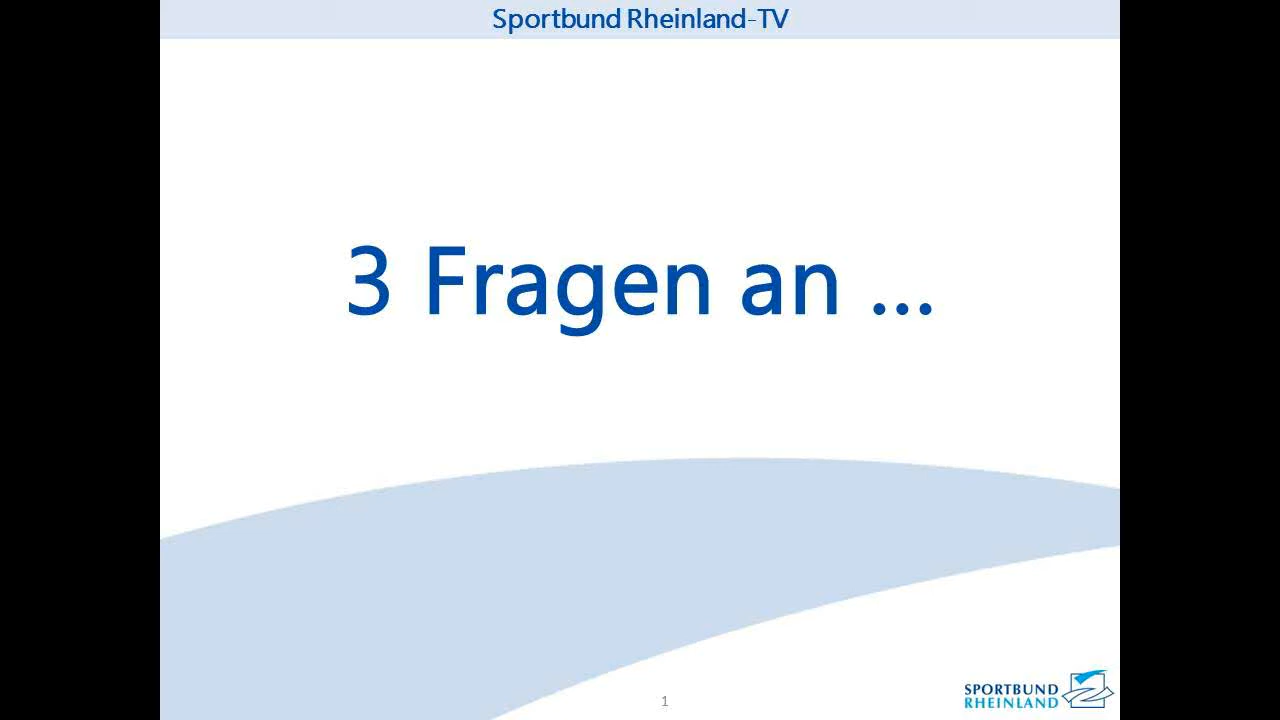 Sportbund Rheinland-TV
3 Fragen an ...
1
SPORTBUND
RHEINLAND